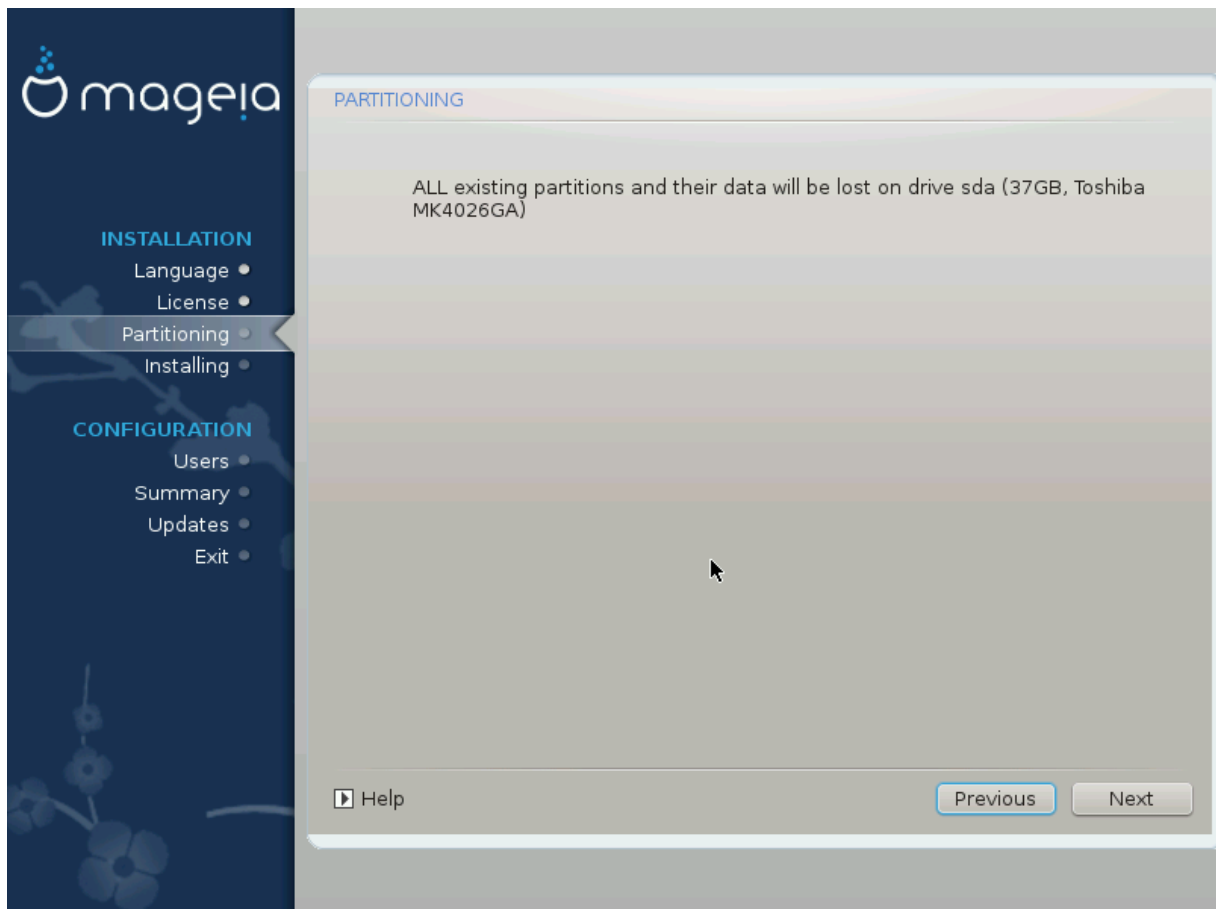 mageia
INSTALLATION
Language
License
Partitioning
Installing
CONFIGURATION
Users
Summary
Updates
Exit
PARTITIONING
ALL existing partitions and their data will be lost on drive sda (37GB, Toshiba
MK4026GA)
Help
Previous
Next